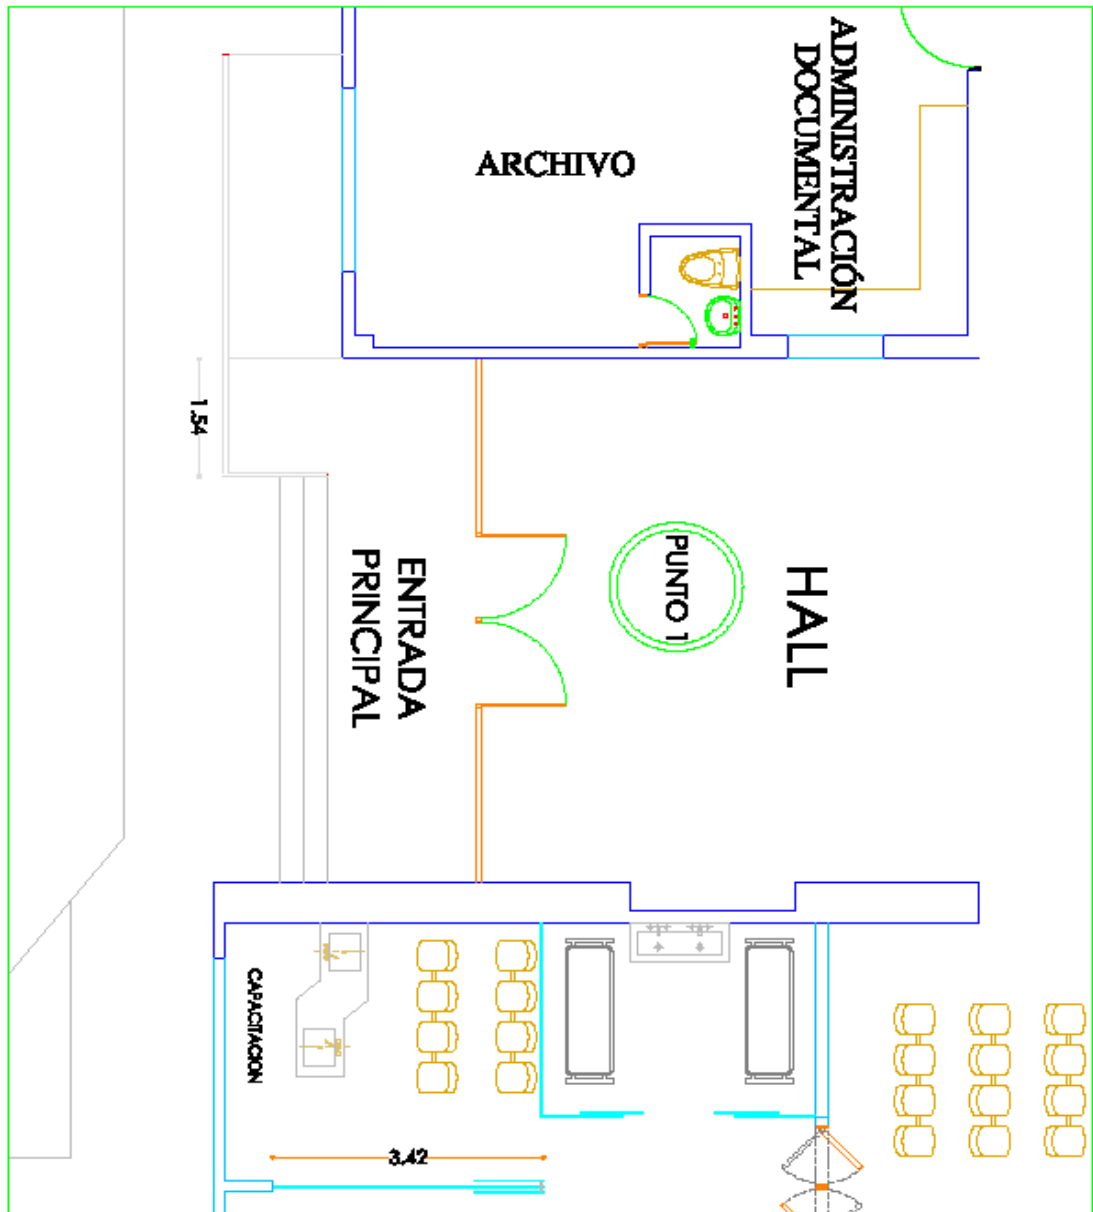 ADMINISTRACIÓN
DOCUMENTAL
ARCHIVO
1.54
ENTRADA
PRINCIPAL
PUNTO 1
HALL
CAPACITACION
3.42